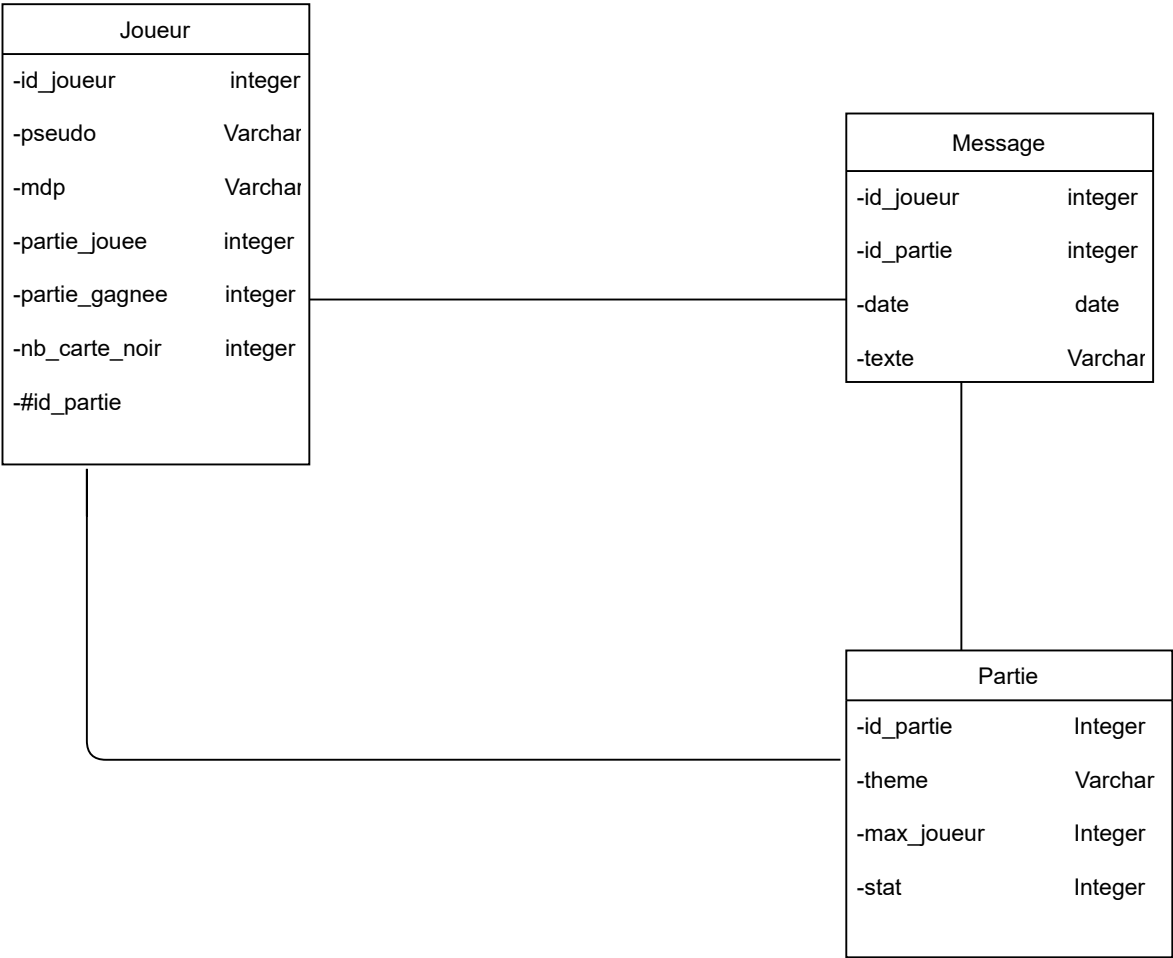 Joueur
-id_joueur integer
-pseudo Varchar
-mdp Varchar
-partie_jouee integer
-partie_gagnee integer
-nb_carte_noir integer
-#id_partie
Message
-id_joueur integer
-id_partie integer
-date date
-texte Varchar
Partie
-id_partie Integer
-theme Varchar
-max_joueur Integer
-stat Integer